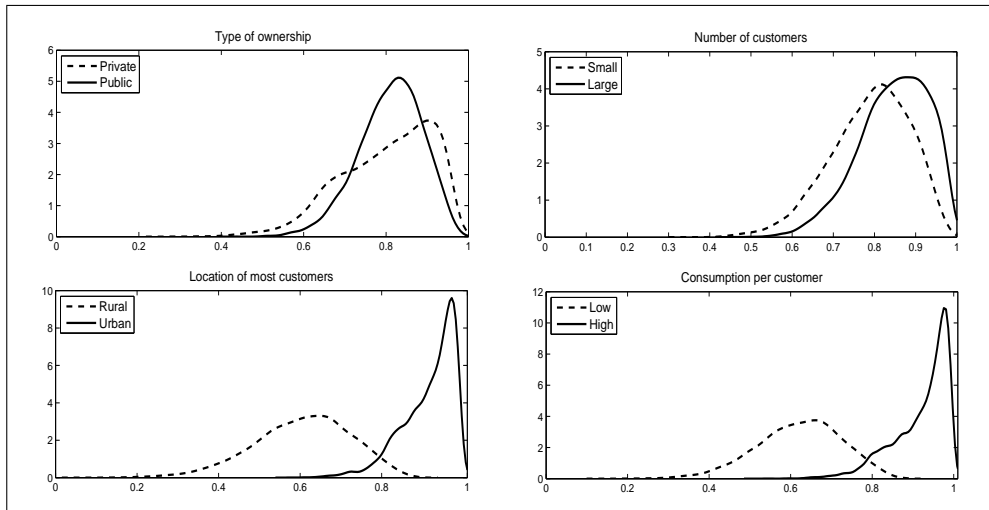 Type of ownership
Private
Public
6
5
4
3
2
1
0
0 0.2 0.4 0.6 0.8 1
Number of customers
Small
Large
5
4
3
2
1
0
0 0.1 0.2 0.3 0.4 0.5 0.6 0.7 0.8 0.9 1
Location of most customers
Rural
Urban
10
8
6
4
2
0
0 0.2 0.4 0.6 0.8 1
Consumption per customer
Low
High
12
10
8
6
4
2
0
0 0.2 0.4 0.6 0.8 1